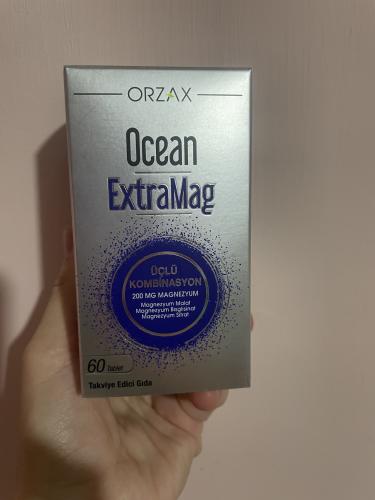 ORZAX
Ocean
ExtraMag
ÜÇLÜ
KOMBİNASYON
200 MG MAGNEZYUM
Magnezyum Malat
Magnezyum Bisglisinat
Magnezyum Sitrat
60 Tablet
Takviye Edici Gıda